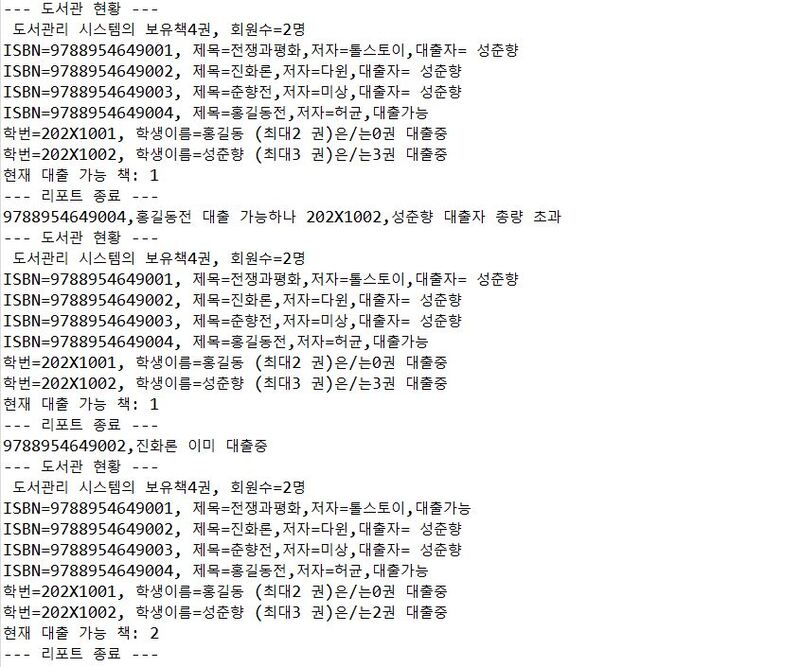 --- 도서관 현황 ---
도서관리 시스템의 보유책4권, 회원수=2명
ISBN=9788954649001, 제목=전쟁과평화,저자=톨스토이,대출자= 성춘향
ISBN=9788954649002, 제목=진화론,저자=다윈,대출자= 성춘향
ISBN=9788954649003, 제목=춘향전,저자=미상,대출자= 성춘향
ISBN=9788954649004, 제목=홍길동전,저자=허균,대출가능
학번=202X1001, 학생이름=홍길동 (최대2 권)은/는0권 대출중
학번=202X1002, 학생이름=성춘향 (최대3 권)은/는3권 대출중
현재 대출 가능 책: 1
--- 리포트 종료 ---
9788954649004,홍길동전 대출 가능하나 202X1002,성춘향 대출자 총량 초과
--- 도서관 현황 ---
도서관리 시스템의 보유책4권, 회원수=2명
ISBN=9788954649001, 제목=전쟁과평화,저자=톨스토이,대출자= 성춘향
ISBN=9788954649002, 제목=진화론,저자=다윈,대출자= 성춘향
ISBN=9788954649003, 제목=춘향전,저자=미상,대출자= 성춘향
ISBN=9788954649004, 제목=홍길동전,저자=허균,대출가능
학번=202X1001, 학생이름=홍길동 (최대2 권)은/는0권 대출중
학번=202X1002, 학생이름=성춘향 (최대3 권)은/는3권 대출중
현재 대출 가능 책: 1
--- 리포트 종료 ---
9788954649002,진화론 이미 대출중
--- 도서관 현황 ---
도서관리 시스템의 보유책4권, 회원수=2명
ISBN=9788954649001, 제목=전쟁과평화,저자=톨스토이,대출가능
ISBN=9788954649002, 제목=진화론,저자=다윈,대출자= 성춘향
ISBN=9788954649003, 제목=춘향전,저자=미상,대출자= 성춘향
ISBN=9788954649004, 제목=홍길동전,저자=허균,대출가능
학번=202X1001, 학생이름=홍길동 (최대2 권)은/는0권 대출중
학번=202X1002, 학생이름=성춘향 (최대3 권)은/는2권 대출중
현재 대출 가능 책: 2
--- 리포트 종료 ---